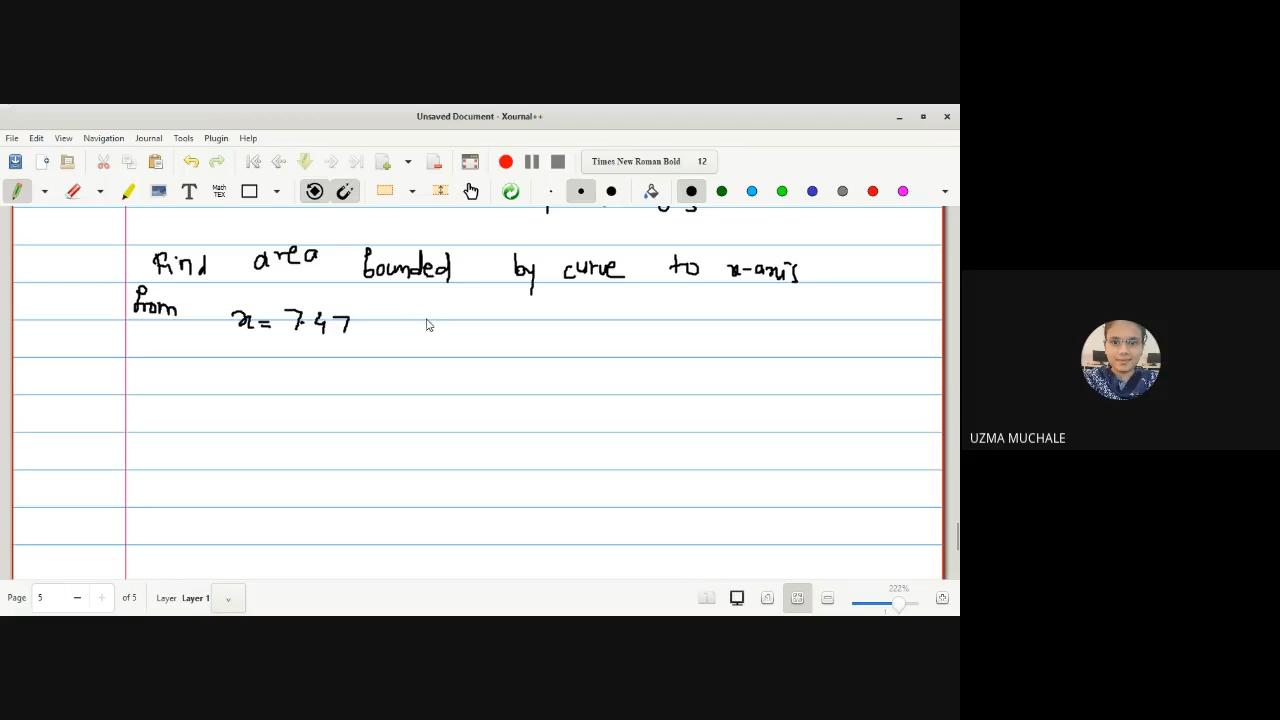 Unsaved Document - Xournal++
File Edit View Navigation Journal Tools Plugin Help
Times New Roman Bold 12
Find area bounded by curve to x-axis
from
x= 7.47
UZMA MUCHALE
Page 5 of 5 Layer Layer 1
222%